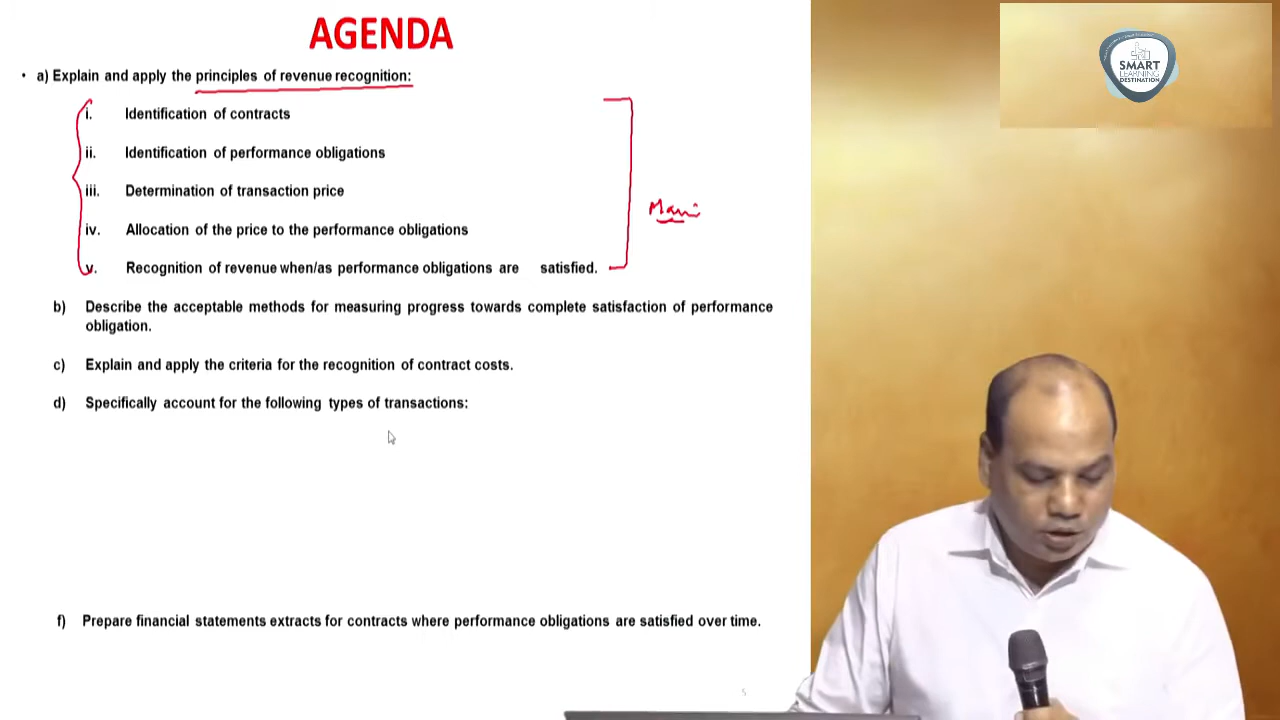 AGENDA
• a) Explain and apply the principles of revenue recognition:
i. Identification of contracts
ii. Identification of performance obligations
iii. Determination of transaction price
iv. Allocation of the price to the performance obligations
v. Recognition of revenue when/as performance obligations are satisfied.
b) Describe the acceptable methods for measuring progress towards complete satisfaction of performance
obligation.
c) Explain and apply the criteria for the recognition of contract costs.
d) Specifically account for the following types of transactions:
f) Prepare financial statements extracts for contracts where performance obligations are satisfied over time.
5
SMART
LEARNING
DESTINATION